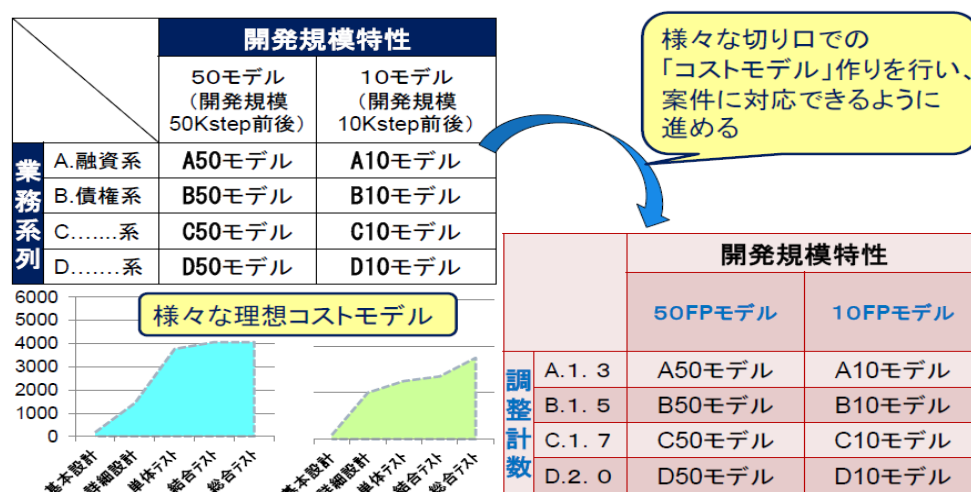 開発規模特性
50モデル
(開発規模
50Kstep前後)
10モデル
(開発規模
10Kstep前後)
業務系列
A.融資系 A50モデル A10モデル
B.債権系 B50モデル B10モデル
C.......系 C50モデル C10モデル
D.......系 D50モデル D10モデル
様々な切り口での
「コストモデル」作りを行い、
案件に対応できるように
進める
様々な理想コストモデル
6000
5000
4000
3000
2000
1000
0
基本設計
詳細設計
単体テスト
結合テスト
総合テスト
基本設計
詳細設計
単体テスト
結合テスト
総合テスト
開発規模特性
50FPモデル 10FPモデル
調整計数
A.1.3 A50モデル A10モデル
B.1.5 B50モデル B10モデル
C.1.7 C50モデル C10モデル
D.2.0 D50モデル D10モデル